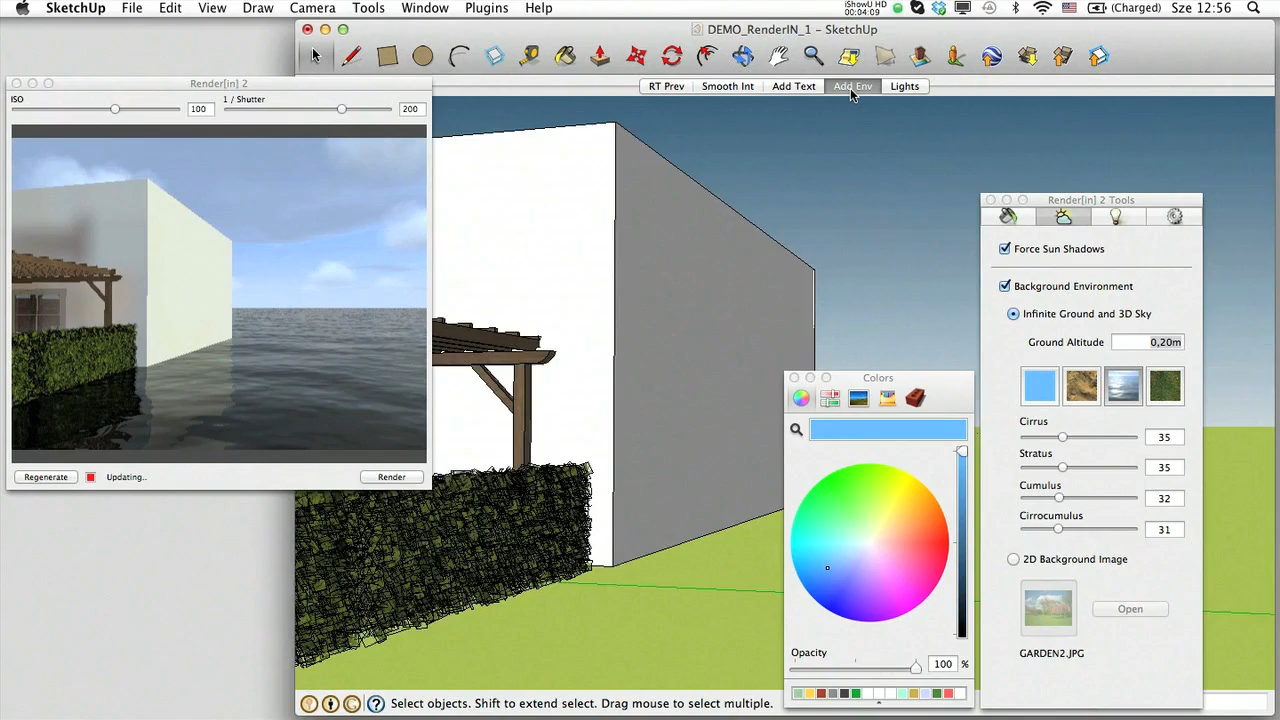 SketchUp File Edit View Draw Camera Tools Window Plugins Help iShowU HD 00:04:09 (Charged) Sze 12:56
DEMO_RenderIN_1 – SketchUp
RT Prev Smooth Int Add Text Add Env Lights
Render[in] 2
ISO 100 1 / Shutter 200
Regenerate Updating.. Render
Render[in] 2 Tools
Force Sun Shadows
Background Environment
Infinite Ground and 3D Sky
Ground Altitude 0,20m
Cirrus
35
Stratus
35
Cumulus
32
Cirrocumulus
31
2D Background Image
Open
GARDEN2.JPG
Colors
Opacity
100 %
Select objects. Shift to extend select. Drag mouse to select multiple.